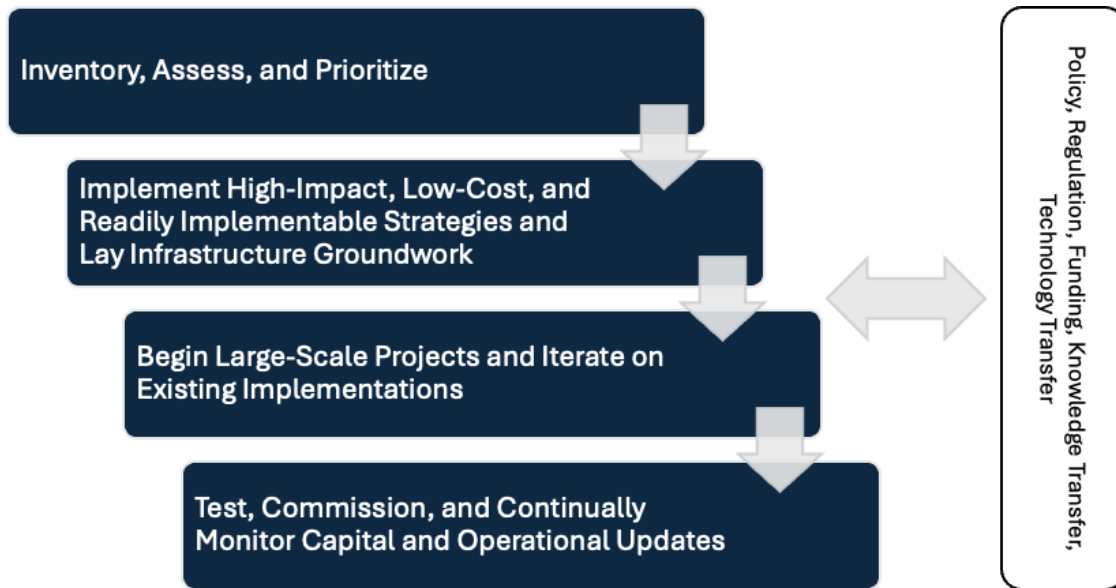 Inventory, Assess, and Prioritize
Implement High-Impact, Low-Cost, and
Readily Implementable Strategies and
Lay Infrastructure Groundwork
Begin Large-Scale Projects and Iterate on
Existing Implementations
Test, Commission, and Continually
Monitor Capital and Operational Updates
Policy, Regulation, Funding, Knowledge Transfer,
Technology Transfer